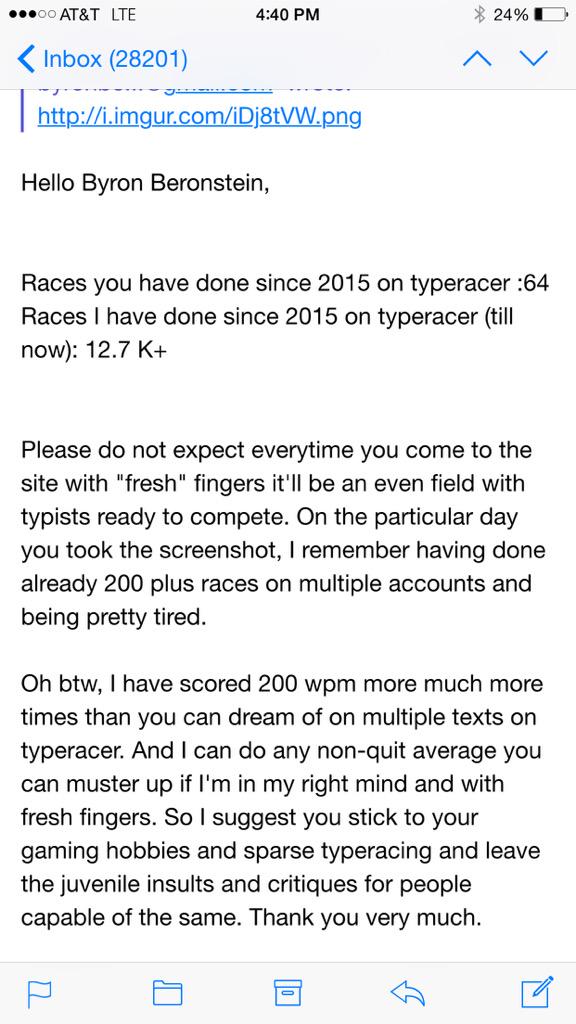 AT&T LTE
4:40 PM
24%
Inbox (28201)
http://i.imgur.com/iDj8tVW.png
Hello Byron Beronstein,
Races you have done since 2015 on typeracer :64
Races I have done since 2015 on typeracer (till
now): 12.7 K+
Please do not expect everytime you come to the
site with "fresh" fingers it'll be an even field with
typists ready to compete. On the particular day
you took the screenshot, I remember having done
already 200 plus races on multiple accounts and
being pretty tired.
Oh btw, I have scored 200 wpm more much more
times than you can dream of on multiple texts on
typeracer. And I can do any non-quit average you
can muster up if I'm in my right mind and with
fresh fingers. So I suggest you stick to your
gaming hobbies and sparse typeracing and leave
the juvenile insults and critiques for people
capable of the same. Thank you very much.